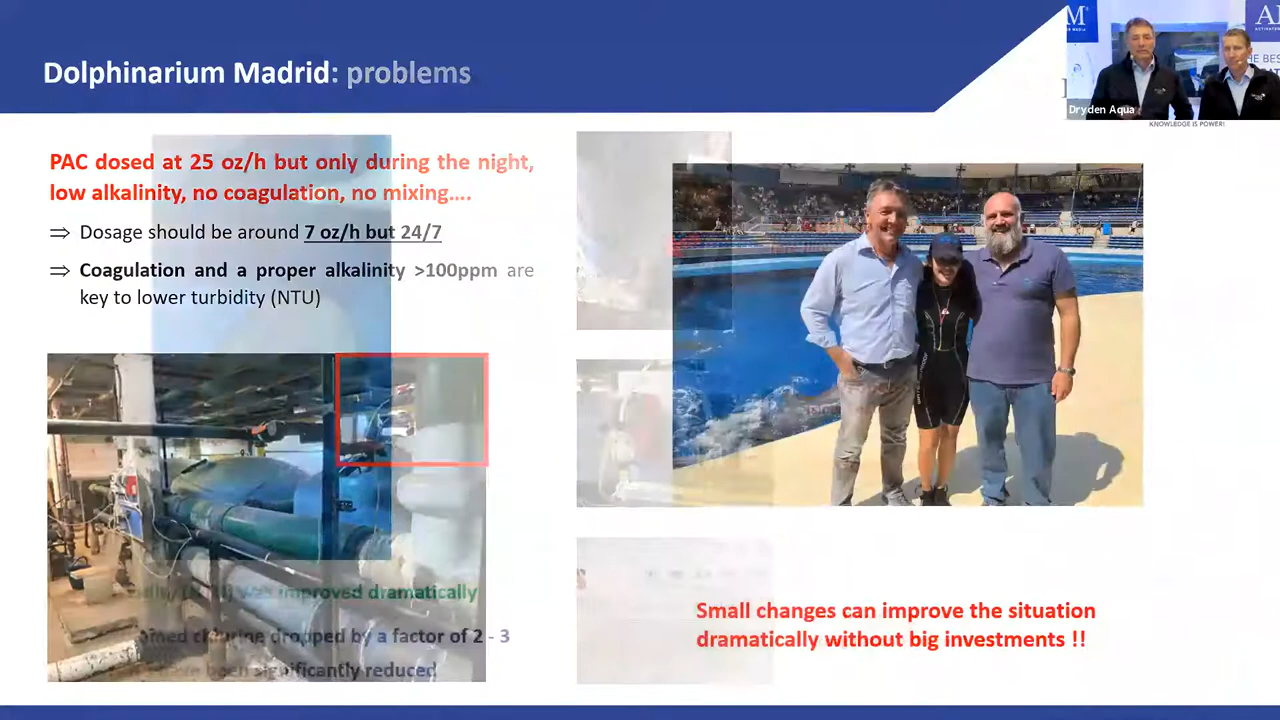 Dolphinarium Madrid: problems
Dryden Aqua
KNOWLEDGE IS POWER!
PAC dosed at 25 oz/h but only during the night,
low alkalinity, no coagulation, no mixing....
⇒ Dosage should be around 7 oz/h but 24/7
⇒ Coagulation and a proper alkalinity >100ppm are
key to lower turbidity (NTU)
improved dramatically
chlorine dropped by a factor of 2 - 3
been significantly reduced
Small changes can improve the situation
dramatically without big investments !!